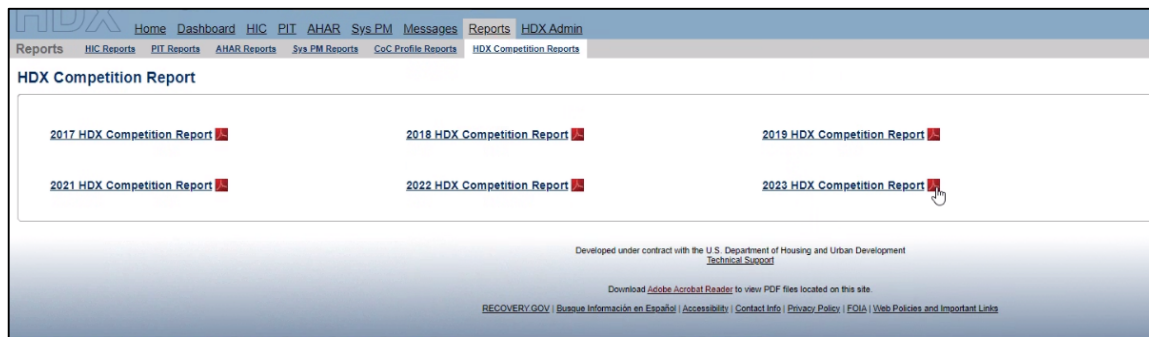 HDX
Home Dashboard HIC PIT AHAR Sys PM Messages Reports HDX Admin
Reports HIC Reports PIT Reports AHAR Reports Sys PM Reports CoC Profile Reports HDX Competition Reports
HDX Competition Report
2017 HDX Competition Report 2018 HDX Competition Report 2019 HDX Competition Report
2021 HDX Competition Report 2022 HDX Competition Report 2023 HDX Competition Report
Developed under contract with the U.S. Department of Housing and Urban Development
Technical Support
Download Adobe Acrobat Reader to view PDF files located on this site.
RECOVERY.GOV | Busque Información en Español | Accessibility | Contact Info | Privacy Policy | FOIA | Web Policies and Important Links